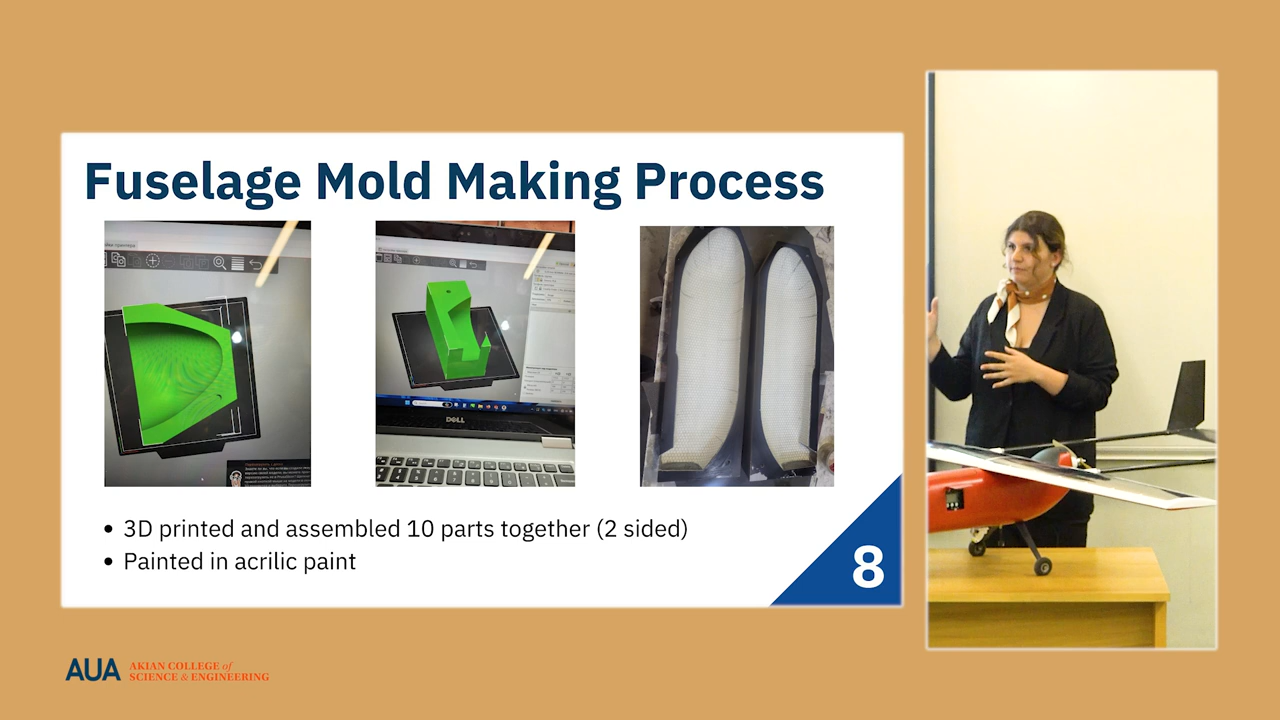 Fuselage Mold Making Process
DELL
• 3D printed and assembled 10 parts together (2 sided)
• Painted in acrilic paint
8
AUA
AKIAN COLLEGE of
SCIENCE & ENGINEERING